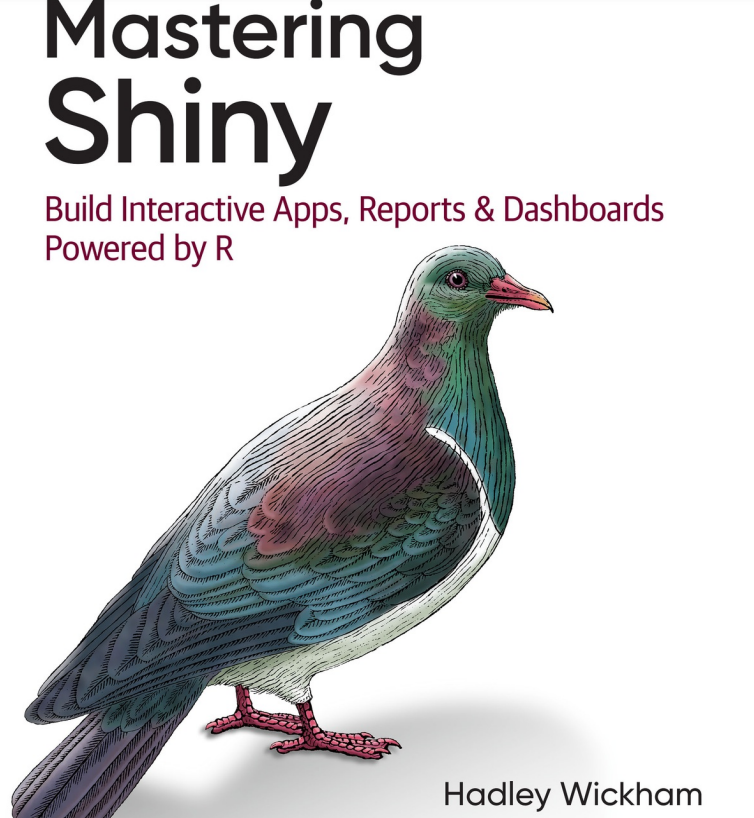 Mastering
Shiny
Build Interactive Apps, Reports & Dashboards
Powered by R
Hadley Wickham